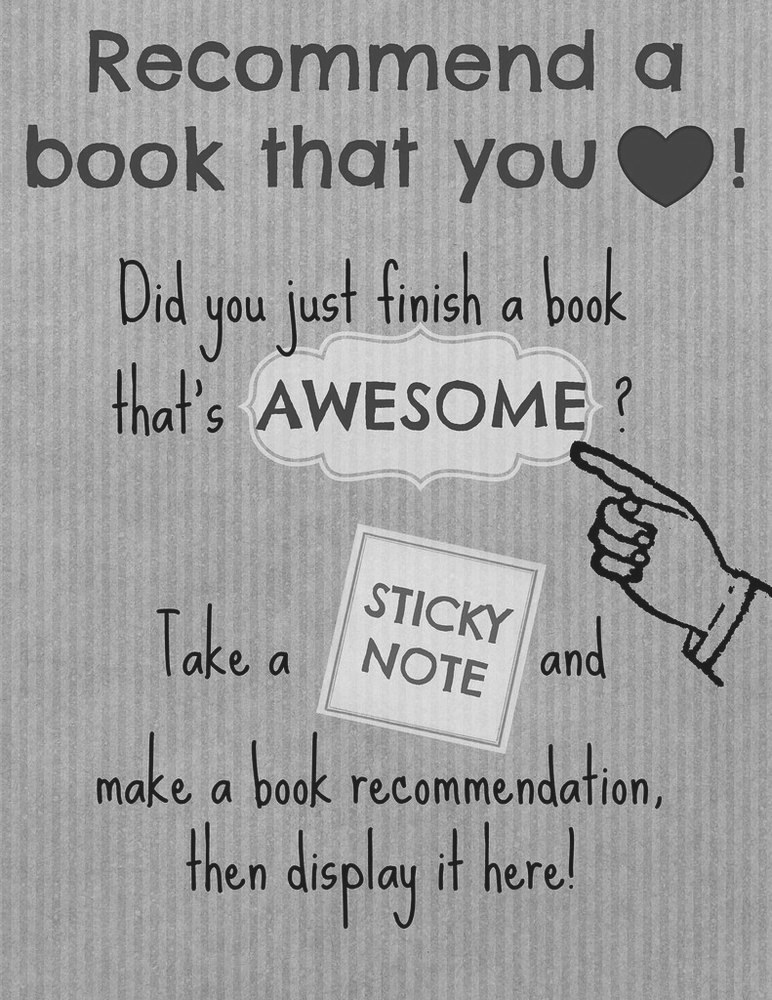 Recommend a
book that you ♥!
Did you just finish a book
that's AWESOME ?
Take a STICKY NOTE and
make a book recommendation,
then display it here!